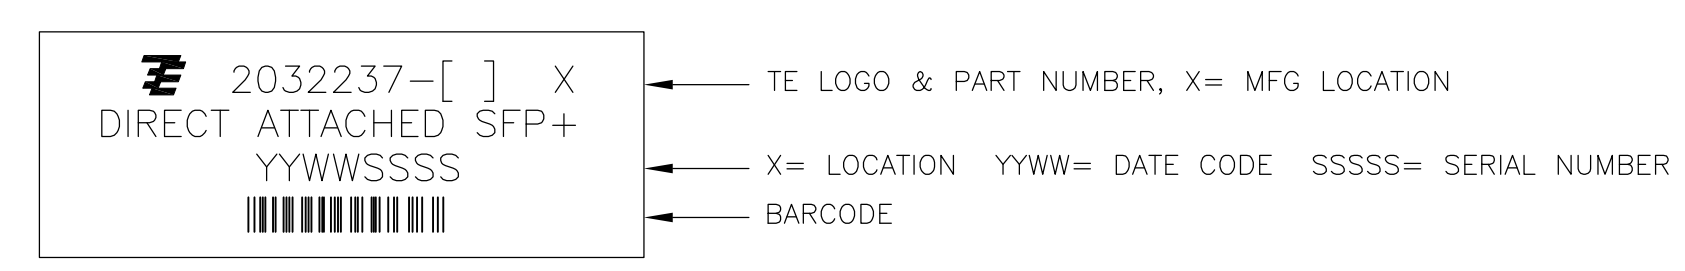 2032237-[ ] X
DIRECT ATTACHED SFP+
YYWWSSSS
TE LOGO & PART NUMBER, X= MFG LOCATION
X= LOCATION YYWW= DATE CODE SSSSS= SERIAL NUMBER
BARCODE